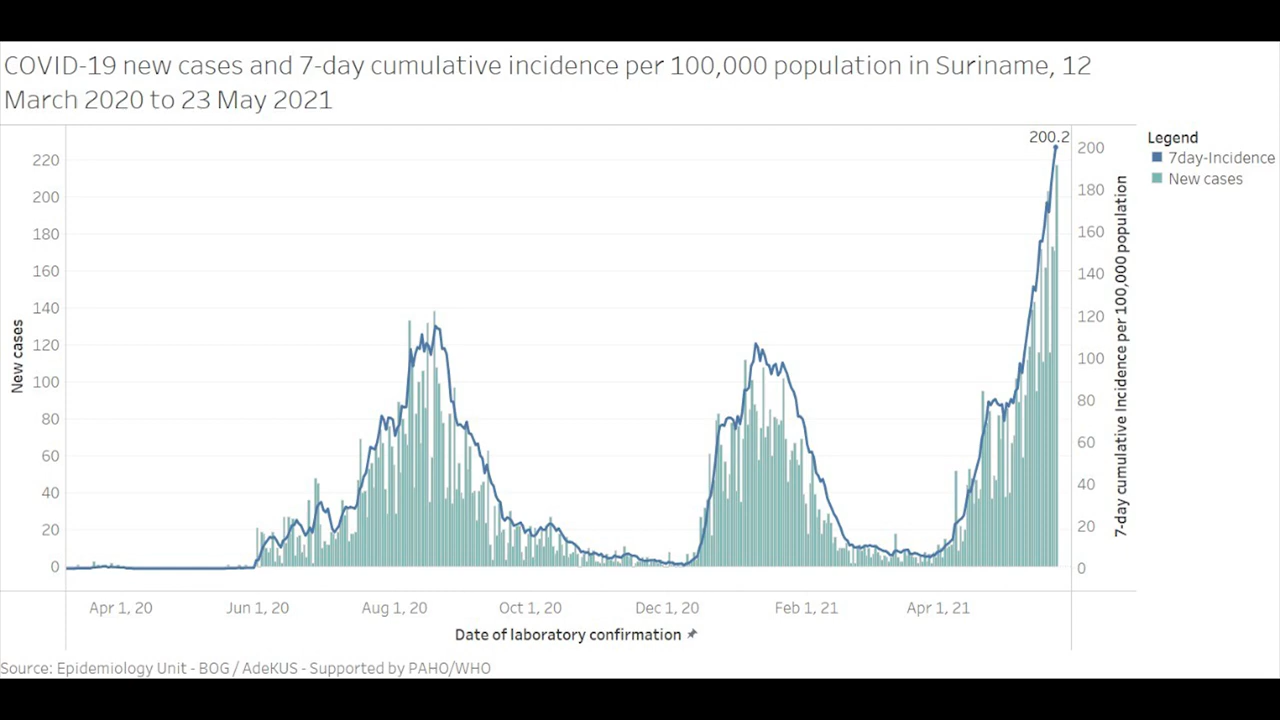 COVID-19 new cases and 7-day cumulative incidence per 100,000 population in Suriname, 12
March 2020 to 23 May 2021
200.2
Legend
7day-Incidence
New cases
220
200
180
160
140
120
100
80
60
40
20
0
New cases
200
180
160
140
120
100
80
60
40
20
0
7-day cumulative Incidence per 100,000 population
Apr 1, 20
Jun 1, 20
Aug 1, 20
Oct 1, 20
Dec 1, 20
Feb 1, 21
Apr 1, 21
Date of laboratory confirmation
Source: Epidemiology Unit - BOG / AdeKUS - Supported by PAHO/WHO